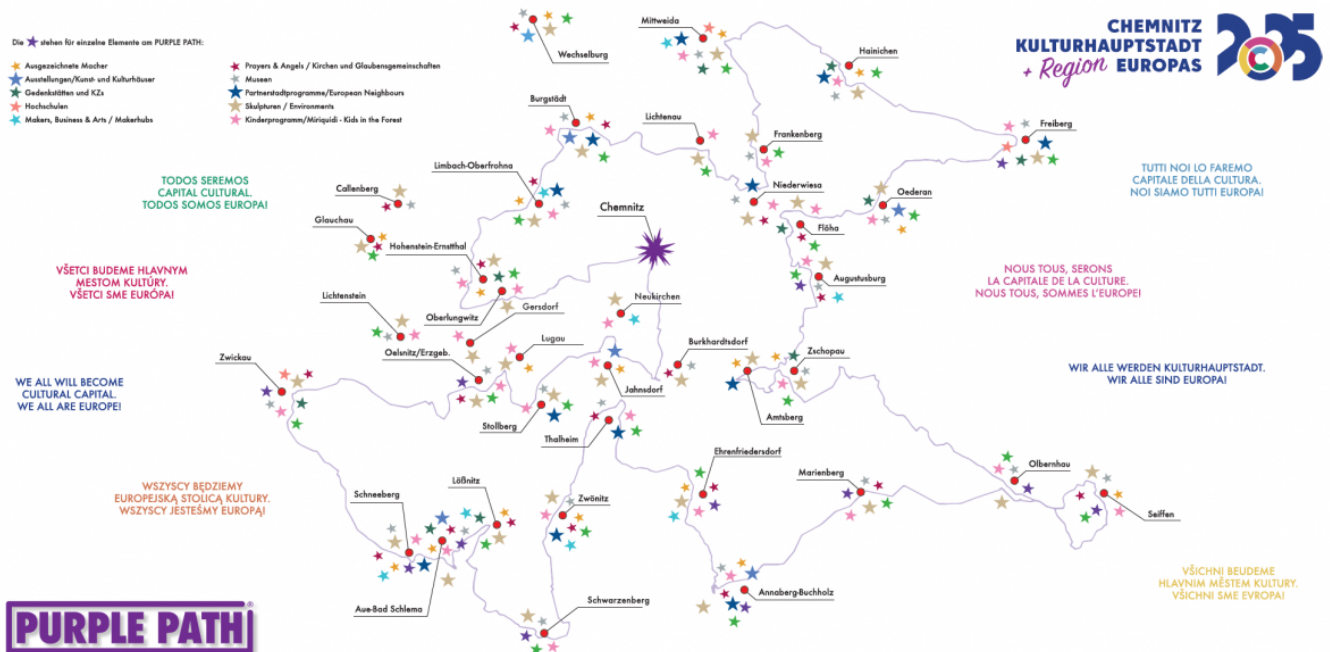 Die ★ stehen für einzelne Elemente am PURPLE PATH:
Ausgezeichnete Macher
Ausstellungen/Kunst- und Kulturhäuser
Gedenkstätten und KZs
Hochschulen
Makers, Business & Arts / Makerhubs
Prayers & Angels / Kirchen und Glaubensgemeinschaften
Museen
Partnerstadtprogramme/European Neighbours
Skulpturen / Environments
Kinderprogramm/Miriquidi - Kids in the Forest
CHEMNITZ
KULTURHAUPTSTADT
+ Region EUROPAS
2025
C
Wechselburg
Mittweida
Hainichen
Burgstädt
Lichtenau
Frankenberg
Freiberg
Limbach-Oberfrohna
Niederwiesa
Oederan
Callenberg
Chemnitz
Glauchau
Flöha
Hohenstein-Ernstthal
Augustusburg
Lichtenstein
Oberlungwitz
Gersdorf
Neukirchen
Lugau
Burkhardtsdorf
Zschopau
Oelsnitz/Erzgeb.
Zwickau
Jahnsdorf
Amtsberg
Stollberg
Thalheim
Ehrenfriedersdorf
Marienberg
Olbernhau
Seiffen
Schneeberg
Lößnitz
Zwönitz
Aue-Bad Schlema
Schwarzenberg
Annaberg-Buchholz
TODOS SEREMOS
CAPITAL CULTURAL.
TODOS SOMOS EUROPA!
VŠETCI BUDEME HLAVNYM
MESTOM KULTÚRY.
VŠETCI SME EURÓPA!
WE ALL WILL BECOME
CULTURAL CAPITAL.
WE ALL ARE EUROPE!
WSZYSCY BĘDZIEMY
EUROPEJSKĄ STOLICĄ KULTURY.
WSZYSCY JESTEŚMY EUROPĄ!
TUTTI NOI LO FAREMO
CAPITALE DELLA CULTURA.
NOI SIAMO TUTTI EUROPA!
NOUS TOUS, SERONS
LA CAPITALE DE LA CULTURE.
NOUS TOUS, SOMMES L'EUROPE!
WIR ALLE WERDEN KULTURHAUPTSTADT.
WIR ALLE SIND EUROPA!
VŠICHNI BEUDEME
HLAVNIM MĚSTEM KULTURY.
VŠICHNI SME EVROPA!
PURPLE PATH®